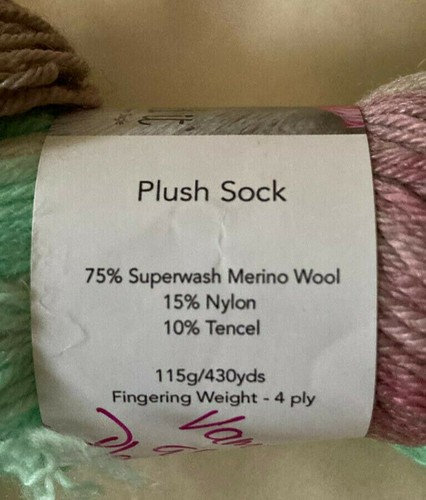 Plush Sock
75% Superwash Merino Wool
15% Nylon
10% Tencel
115g/430yds
Fingering Weight - 4 ply